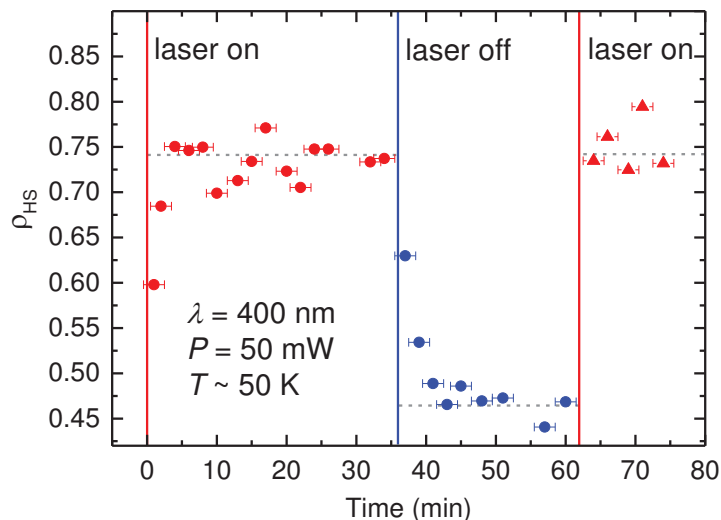 laser on
laser off
laser on
0.85
0.80
0.75
0.70
0.65
0.60
0.55
0.50
0.45
ρHS
λ = 400 nm
P = 50 mW
T ~ 50 K
0 10 20 30 40 50 60 70 80
Time (min)